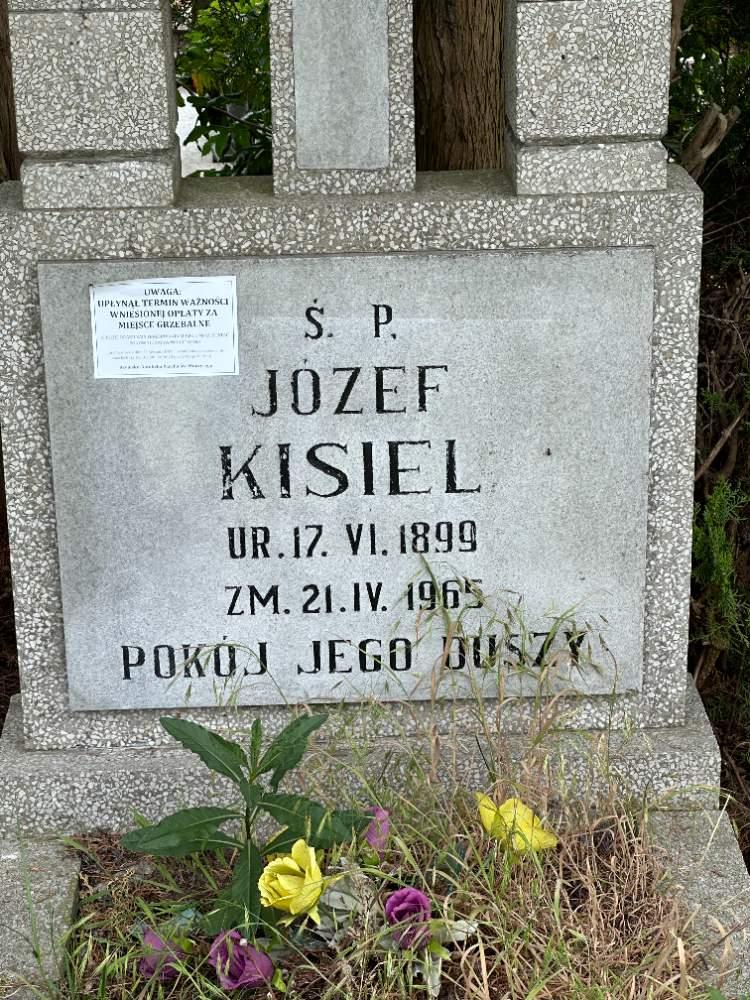 UWAGA:
UPŁYNĄŁ TERMIN WAŻNOŚCI
WNIESIONEJ OPŁATY ZA
MIEJSCE GRZEBALNE
Ś. P.
JÓZEF
KISIEL
UR. 17. VI. 1899
ZM. 21. IV. 1965
POKÓJ JEGO DUSZY